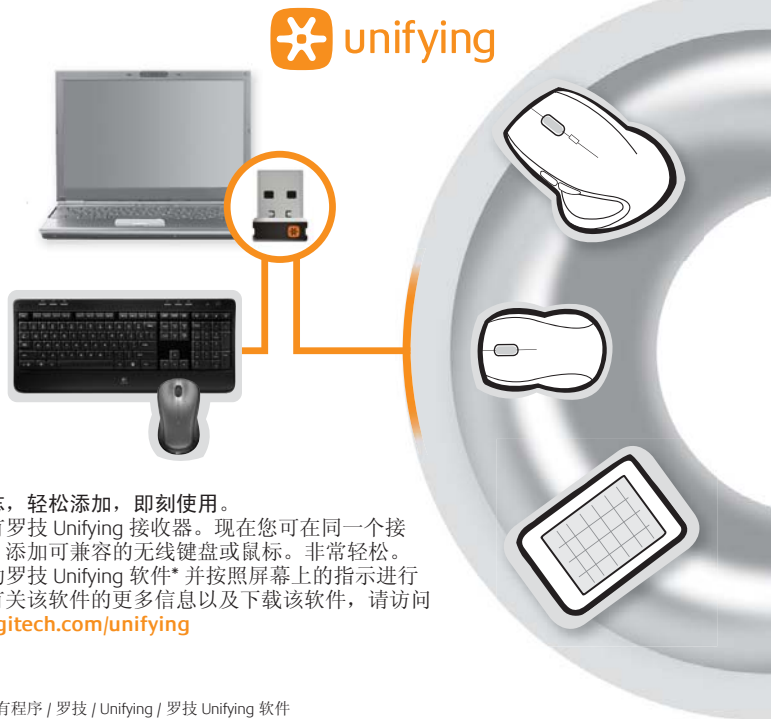 unifying
，轻松添加，即刻使用。
罗技 Unifying 接收器。现在您可在同一个接
添加可兼容的无线键盘或鼠标。非常轻松。
罗技 Unifying 软件* 并按照屏幕上的指示进行
有关该软件的更多信息以及下载该软件，请访问
gitech.com/unifying
有程序 / 罗技 / Unifying / 罗技 Unifying 软件